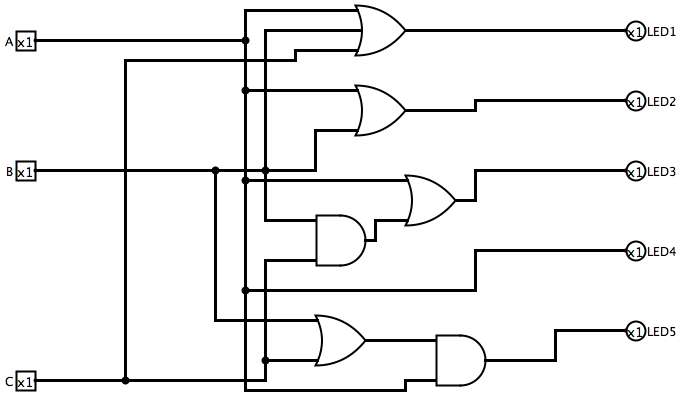 A x1
x1 LED1
x1 LED2
B x1
x1 LED3
x1 LED4
x1 LED5
C x1